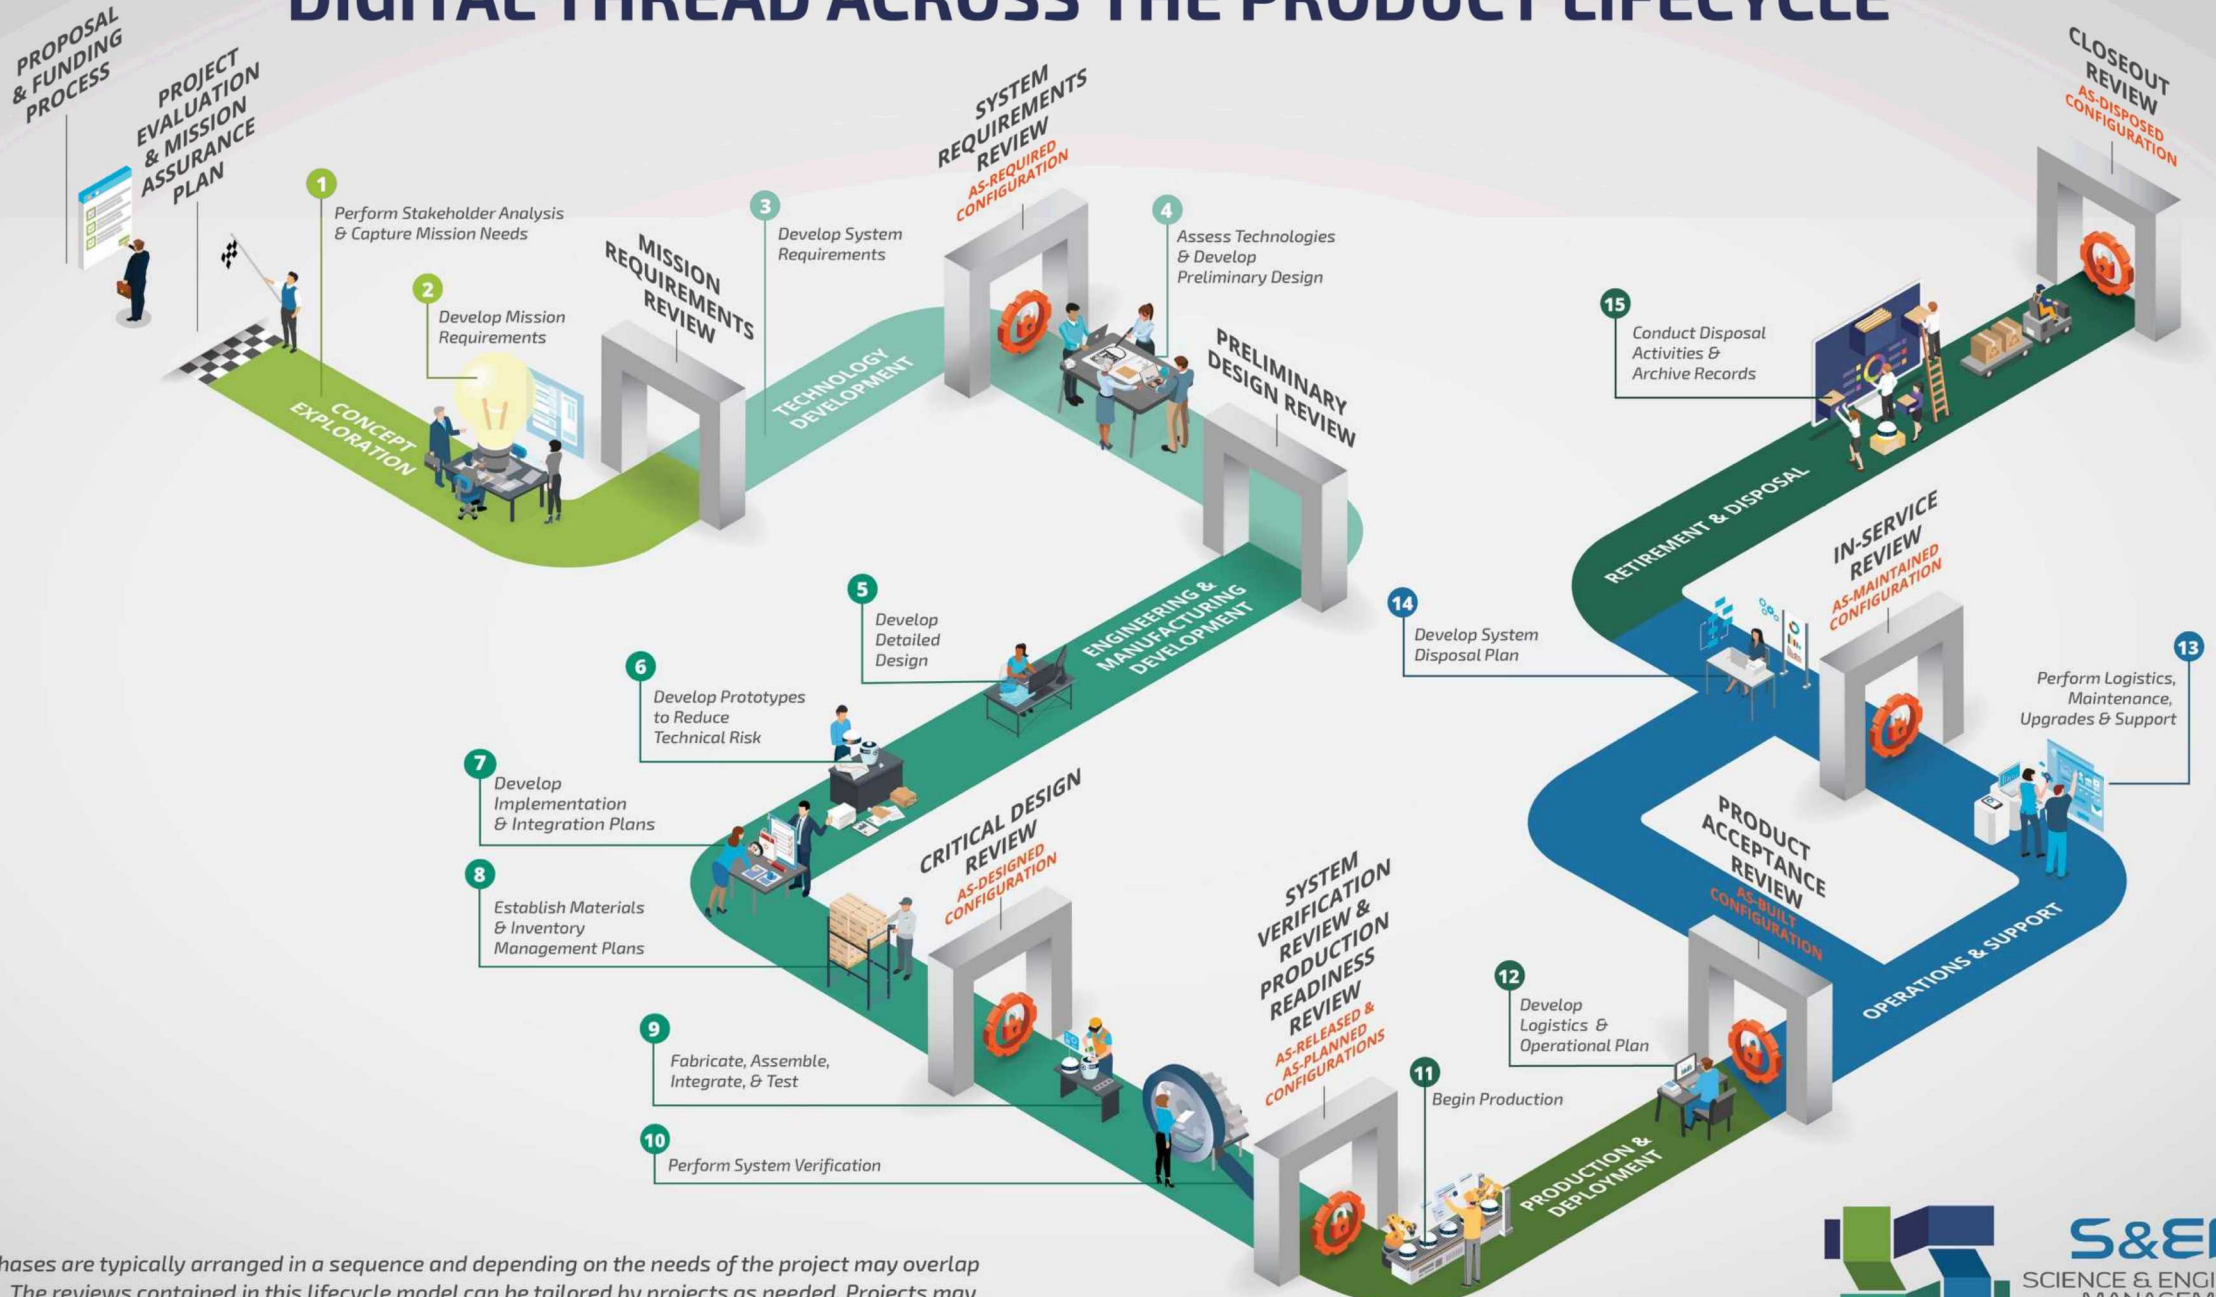 DIGITAL THREAD ACROSS THE PRODUCT LIFECYCLE
PROPOSAL
& FUNDING
PROCESS
PROJECT
EVALUATION
& MISSION
ASSURANCE
PLAN
1
Perform Stakeholder Analysis
& Capture Mission Needs
2
Develop Mission
Requirements
CONCEPT
EXPLORATION
MISSION
REQUIREMENTS
REVIEW
3
Develop System
Requirements
TECHNOLOGY
DEVELOPMENT
SYSTEM
REQUIREMENTS
REVIEW
AS-REQUIRED
CONFIGURATION
4
Assess Technologies
& Develop
Preliminary Design
PRELIMINARY
DESIGN REVIEW
ENGINEERING &
MANUFACTURING
DEVELOPMENT
5
Develop
Detailed
Design
6
Develop Prototypes
to Reduce
Technical Risk
7
Develop
Implementation
& Integration Plans
8
Establish Materials
& Inventory
Management Plans
CRITICAL DESIGN
REVIEW
AS-DESIGNED
CONFIGURATION
9
Fabricate, Assemble,
Integrate, & Test
10
Perform System Verification
SYSTEM
VERIFICATION
REVIEW &
PRODUCTION
READINESS
REVIEW
AS-RELEASED &
AS-PLANNED
CONFIGURATIONS
11
Begin Production
PRODUCTION &
DEPLOYMENT
12
Develop
Logistics &
Operational Plan
PRODUCT
ACCEPTANCE
REVIEW
AS-BUILT
CONFIGURATION
OPERATIONS & SUPPORT
13
Perform Logistics,
Maintenance,
Upgrades & Support
IN-SERVICE
REVIEW
AS-MAINTAINED
CONFIGURATION
14
Develop System
Disposal Plan
RETIREMENT & DISPOSAL
15
Conduct Disposal
Activities &
Archive Records
CLOSEOUT
REVIEW
AS-DISPOSED
CONFIGURATION
hases are typically arranged in a sequence and depending on the needs of the project may overlap
The reviews contained in this lifecycle model can be tailored by projects as needed. Projects may
S&E
SCIENCE & ENGI
MANAGEM